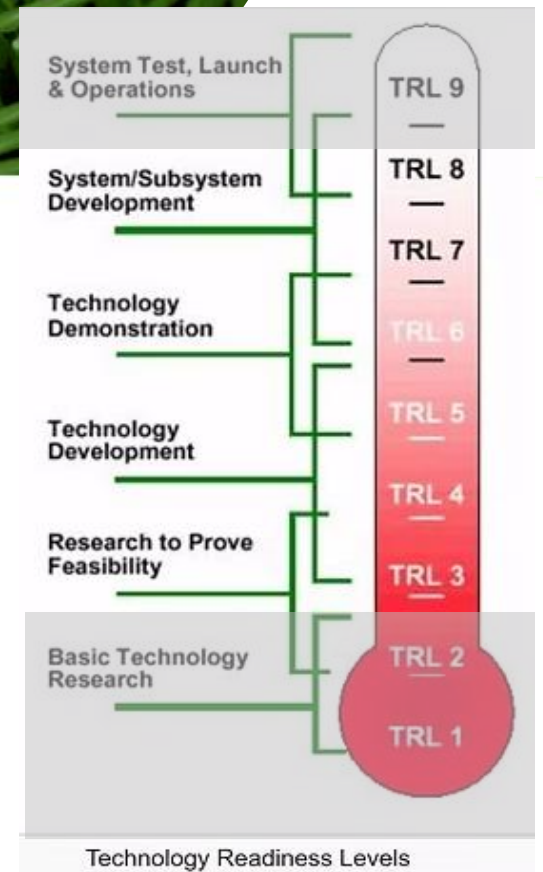 System Test, Launch
& Operations
System/Subsystem
Development
Technology
Demonstration
Technology
Development
Research to Prove
Feasibility
Basic Technology
Research
TRL 9
TRL 8
TRL 7
TRL 6
TRL 5
TRL 4
TRL 3
TRL 2
TRL 1
Technology Readiness Levels